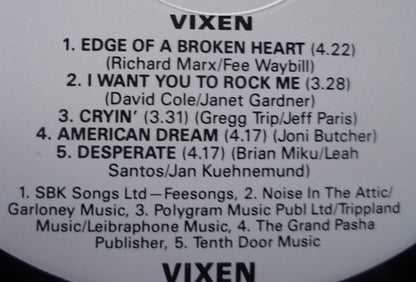 VIXEN
1. EDGE OF A BROKEN HEART (4.22)
(Richard Marx/Fee Waybill)
2. I WANT YOU TO ROCK ME (3.28)
(David Cole/Janet Gardner)
3. CRYIN' (3.31) (Gregg Trip/Jeff Paris)
4. AMERICAN DREAM (4.17) (Joni Butcher)
5. DESPERATE (4.17) (Brian Miku/Leah
Santos/Jan Kuehnemund)
1. SBK Songs Ltd—Feesongs, 2. Noise In The Attic/
Garloney Music, 3. Polygram Music Publ Ltd/Trippland
Music/Leibraphone Music, 4. The Grand Pasha
Publisher, 5. Tenth Door Music
VIXEN